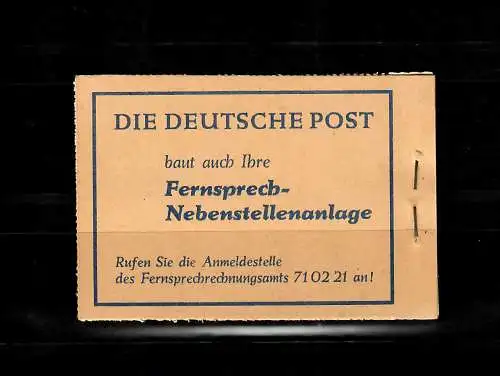 DIE DEUTSCHE POST
baut auch Ihre
Fernsprech-
Nebenstellenanlage
Rufen Sie die Anmeldestelle
des Fernsprechrechnungsamts 71 02 21 an!